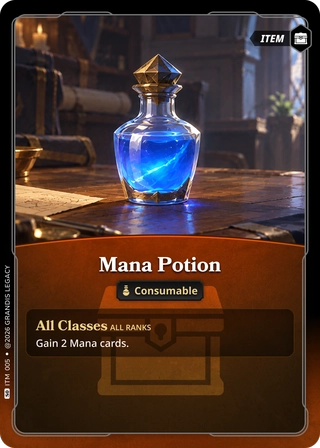 ITEM
Mana Potion
Consumable
All Classes ALL RANKS
Gain 2 Mana cards.
ITM 005 • @2026 GRANDIS LEGACY